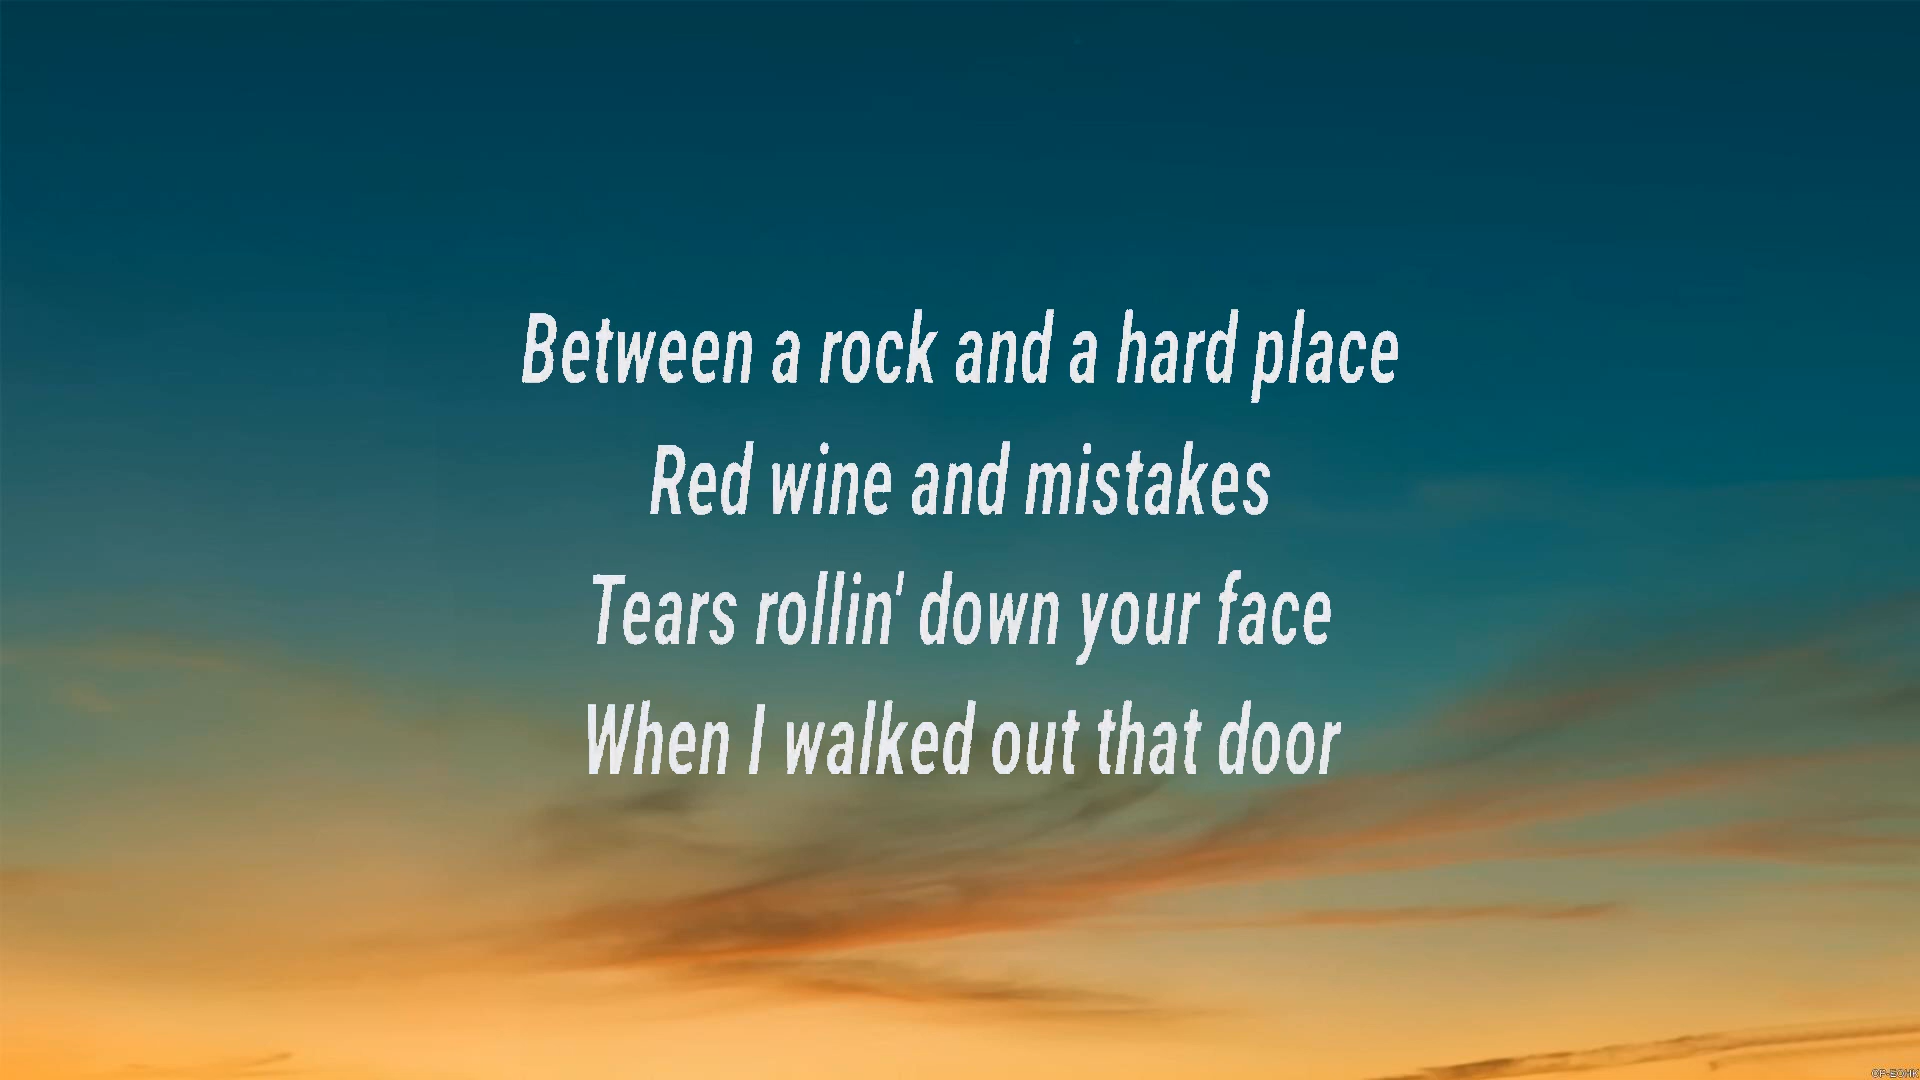 Between a rock and a hard place
Red wine and mistakes
Tears rollin' down your face
When I walked out that door